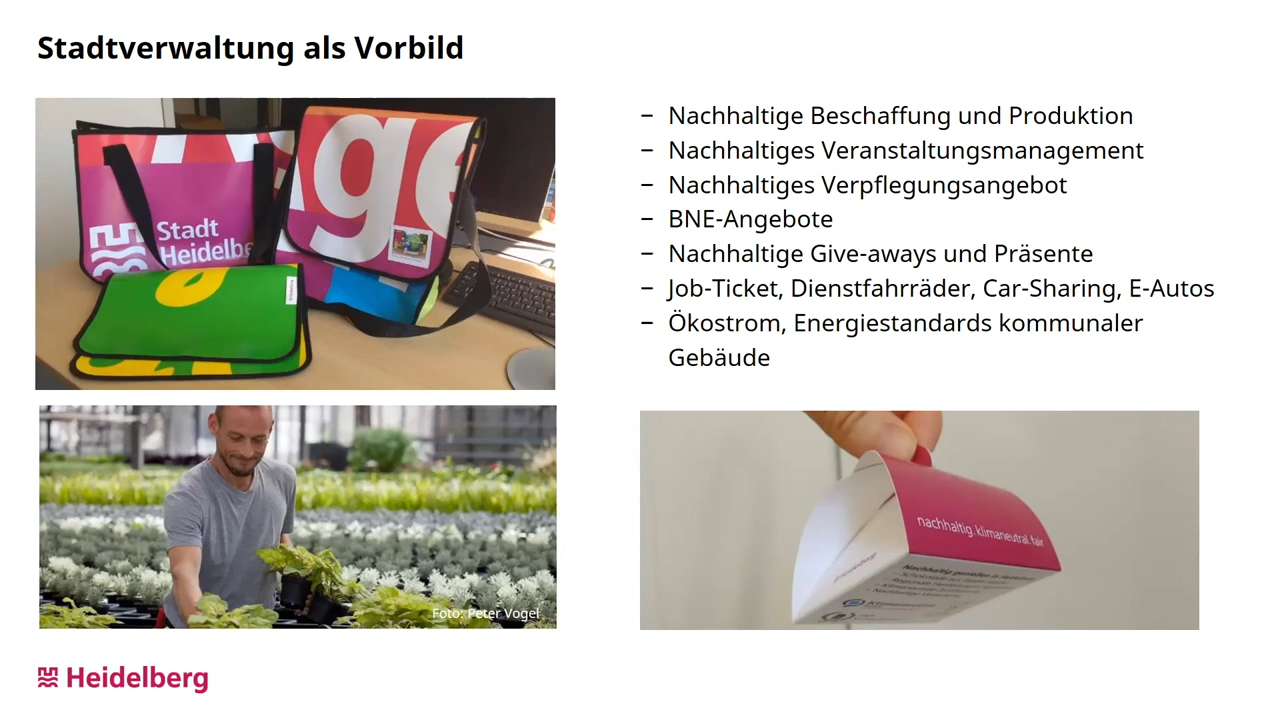 Stadtverwaltung als Vorbild
ge
Stadt
Heidelbe
– Nachhaltige Beschaffung und Produktion
– Nachhaltiges Veranstaltungsmanagement
– Nachhaltiges Verpflegungsangebot
– BNE-Angebote
– Nachhaltige Give-aways und Präsente
– Job-Ticket, Dienstfahrräder, Car-Sharing, E-Autos
– Ökostrom, Energiestandards kommunaler
Gebäude
nachhaltig.klimaneutral.fair
Foto: Peter Vogel
Heidelberg